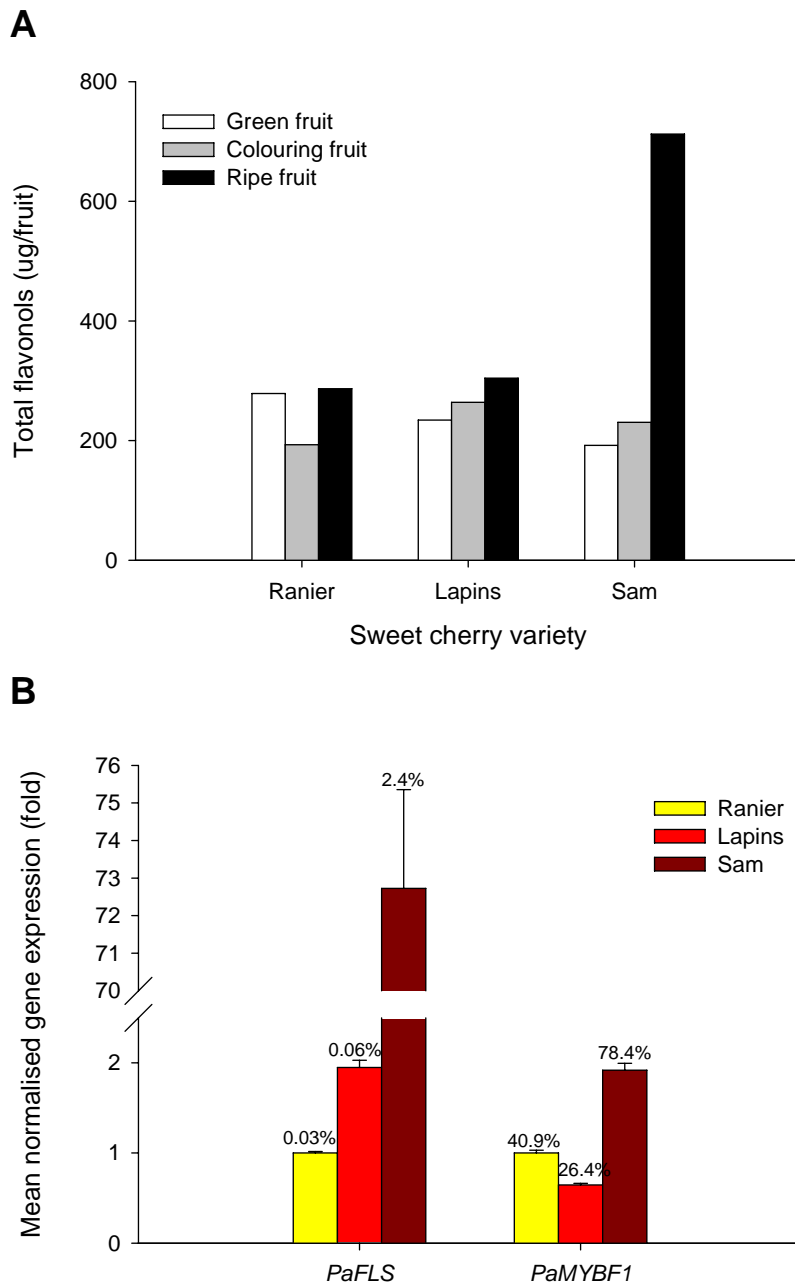 A
Total flavonols (ug/fruit)
800
600
400
200
0
Green fruit
Colouring fruit
Ripe fruit
Ranier
Lapins
Sam
Sweet cherry variety
B
Mean normalised gene expression (fold)
76
75
74
73
72
71
70
2
1
0
2.4%
0.06%
0.03%
78.4%
40.9%
26.4%
Ranier
Lapins
Sam
PaFLS
PaMYBF1